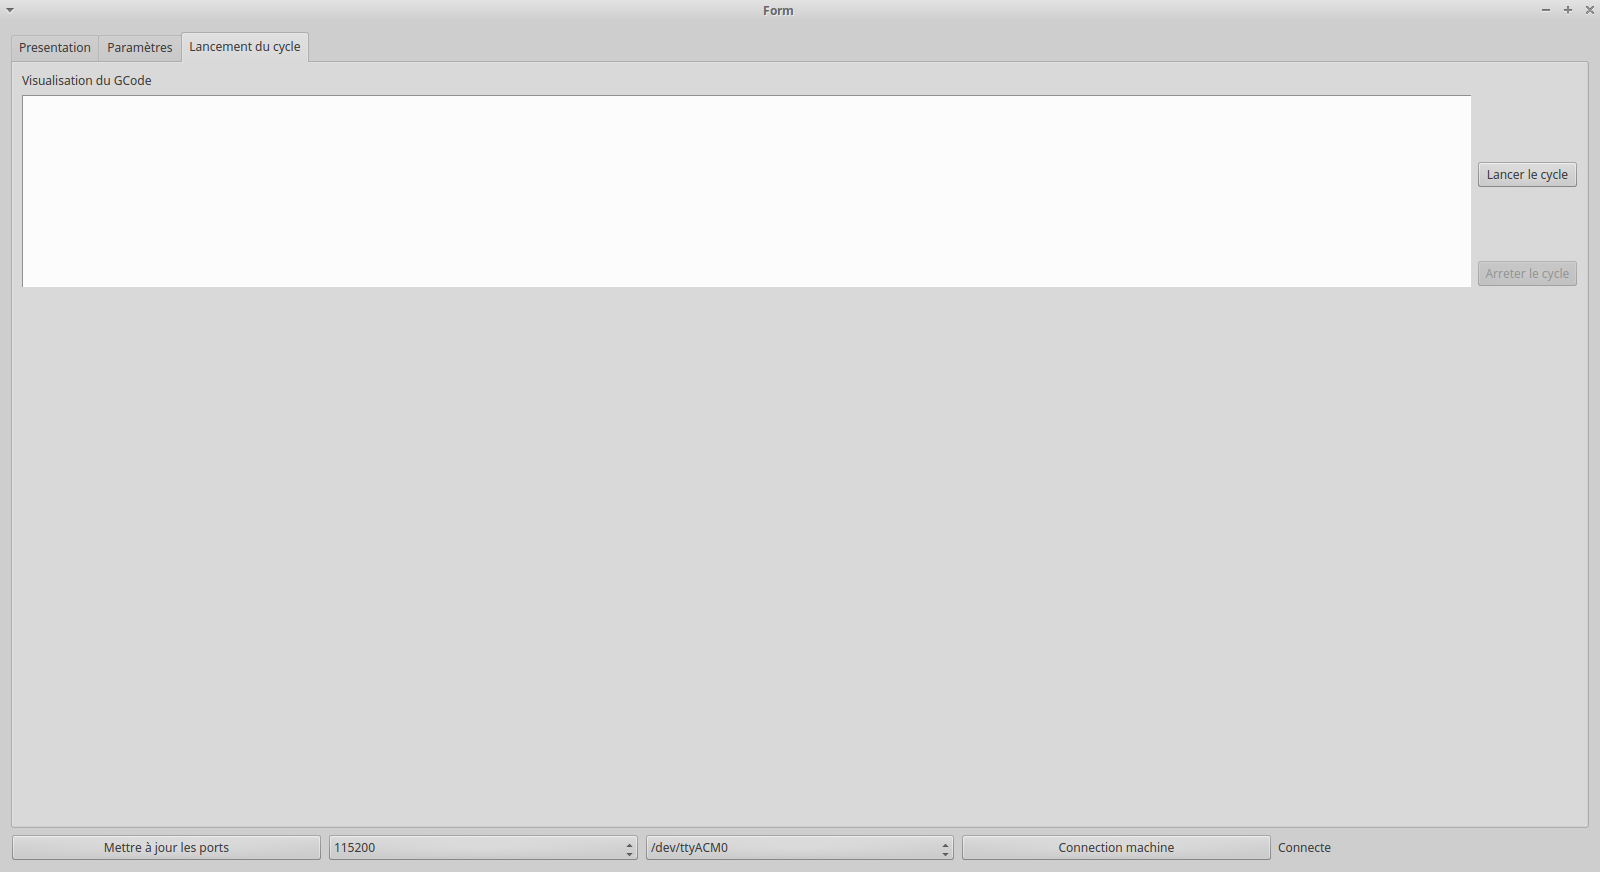 Form
Presentation Paramètres Lancement du cycle
Visualisation du GCode
Lancer le cycle
Arreter le cycle
Mettre à jour les ports 115200 /dev/ttyACM0 Connection machine Connecte